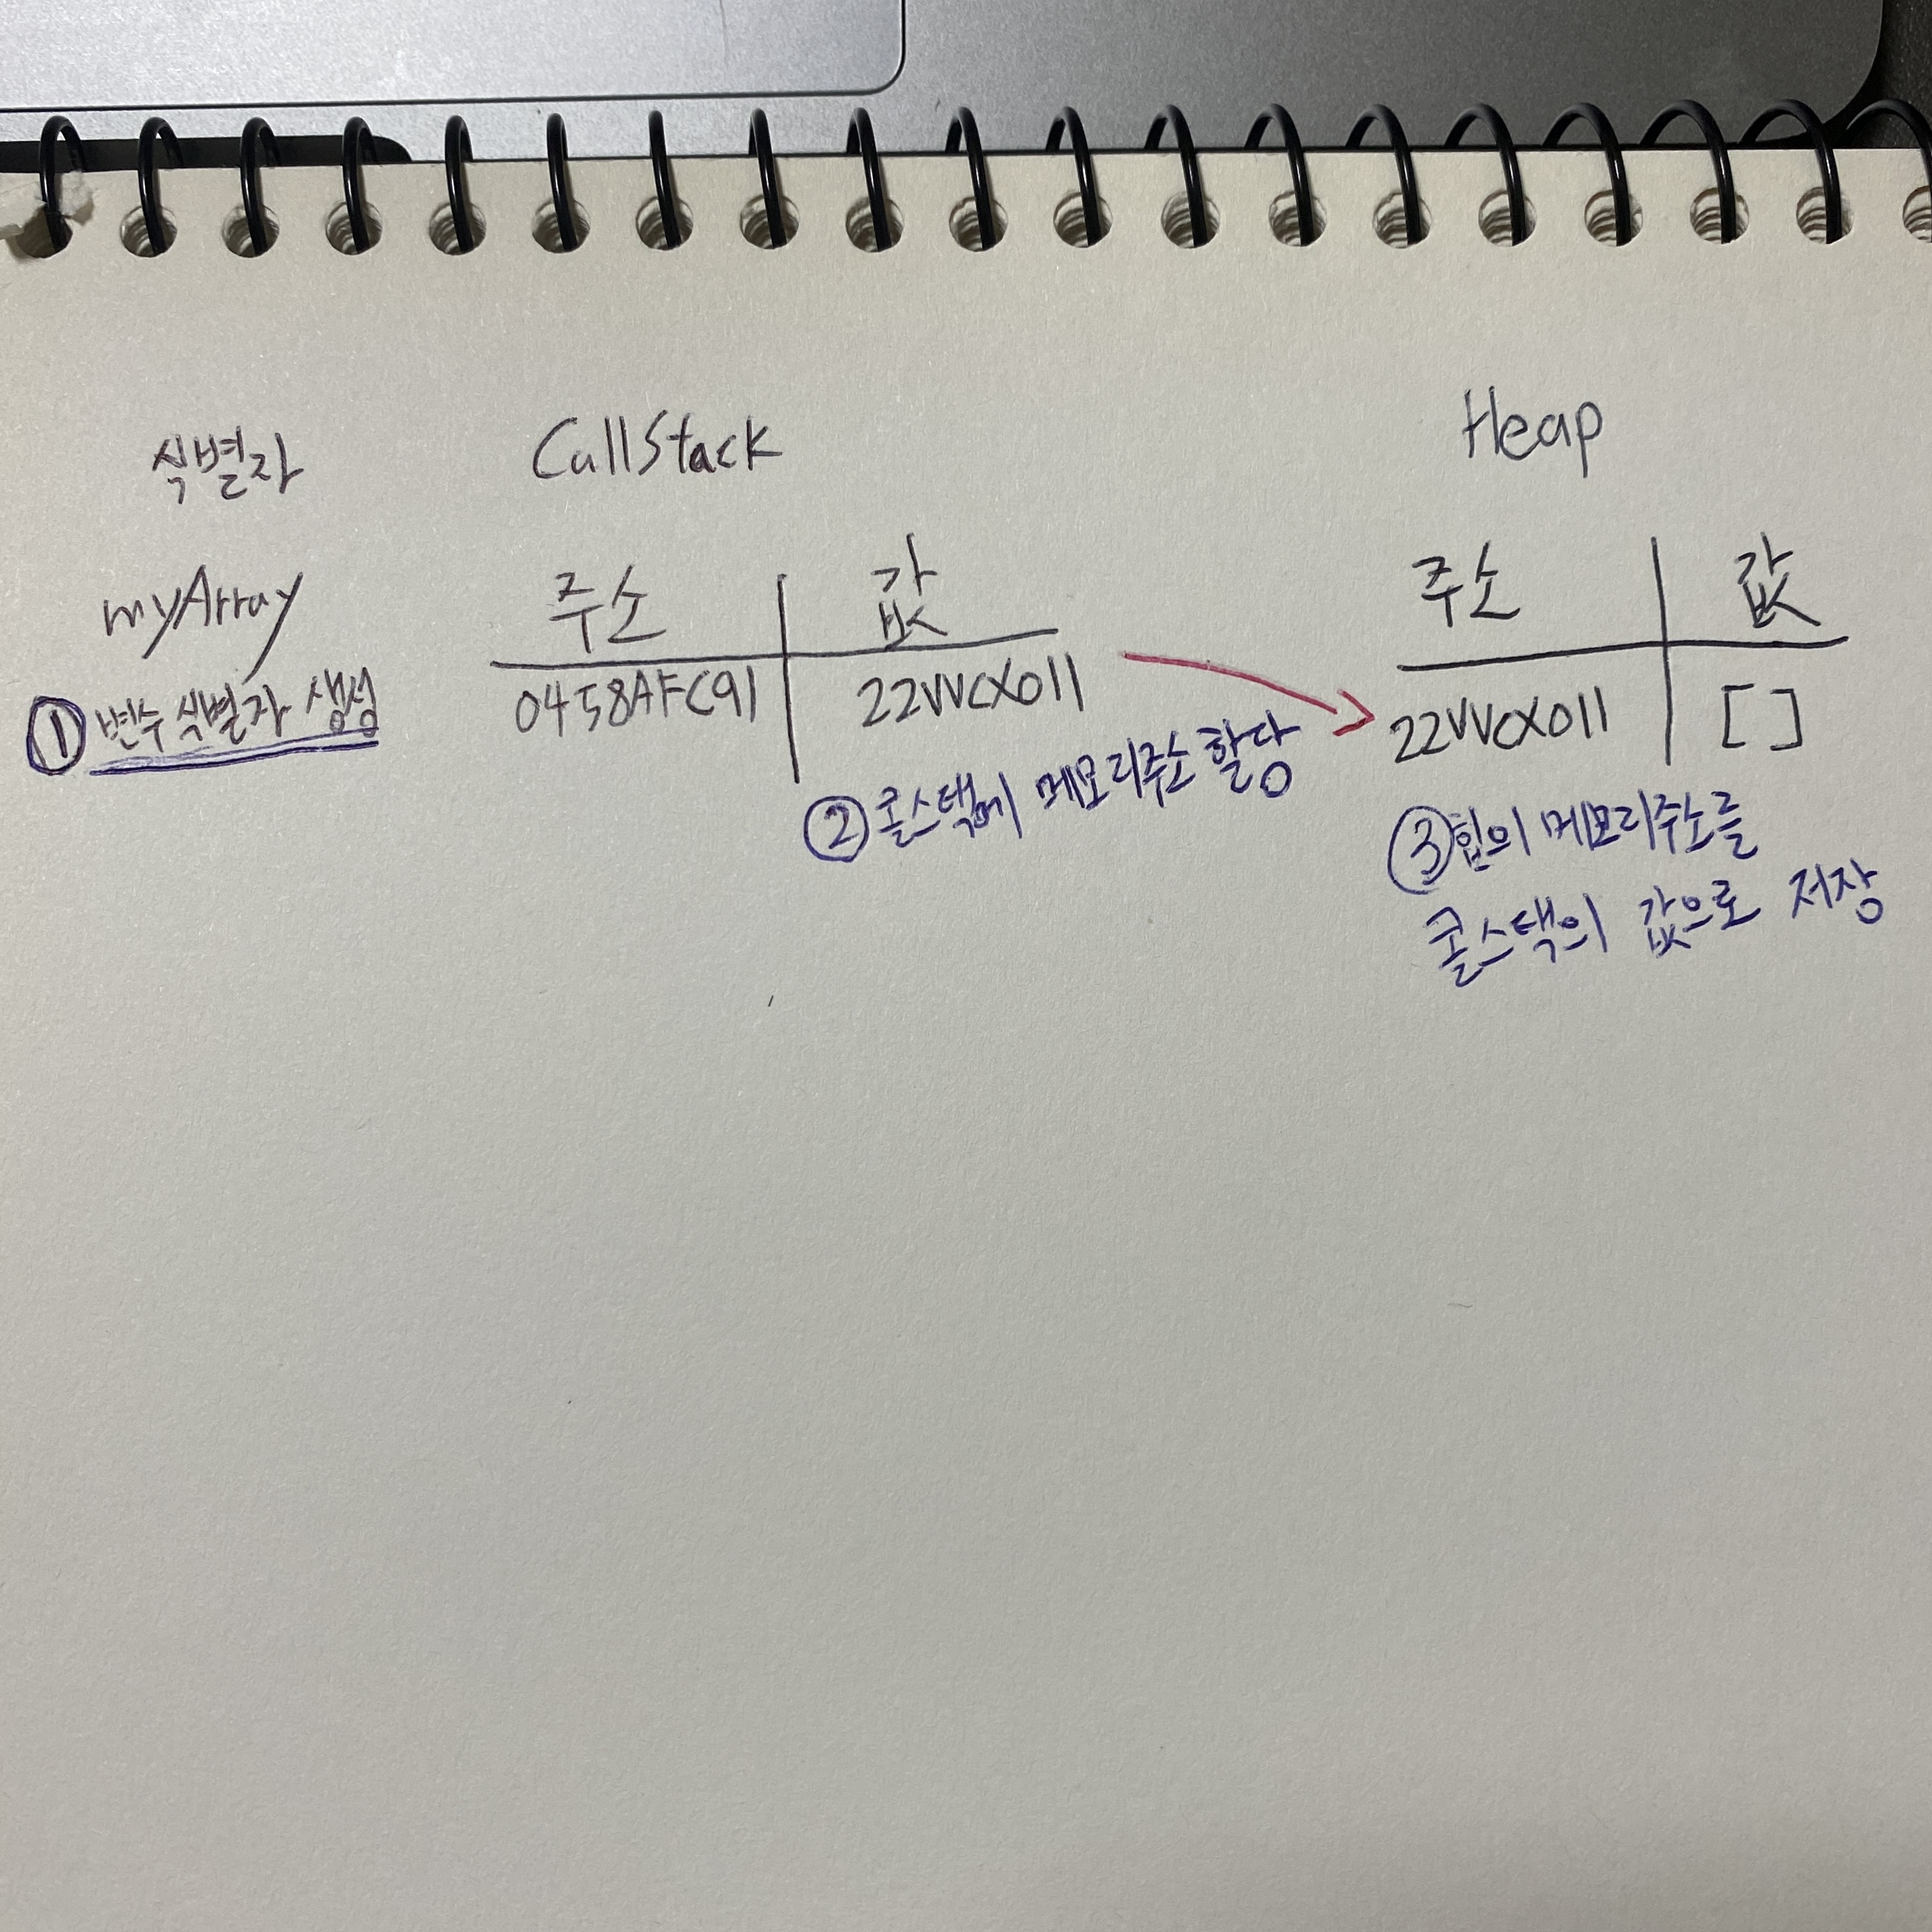 식별자
CallStack
Heap
myArray
주소
값
주소
값
① 변수 식별자 생성
0458AFC91
22VVCX011
22VVCX011
[ ]
② 콜스택에 메모리주소 할당
③ 힙의 메모리주소를
콜스택의 값으로 저장